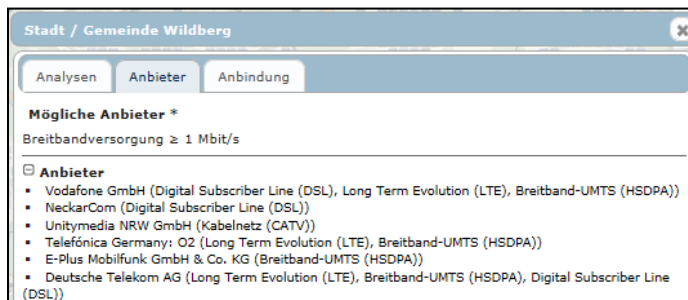 Stadt / Gemeinde Wildberg
Analysen Anbieter Anbindung
Mögliche Anbieter *
Breitbandversorgung ≥ 1 Mbit/s
Anbieter
▪ Vodafone GmbH (Digital Subscriber Line (DSL), Long Term Evolution (LTE), Breitband-UMTS (HSDPA))
▪ NeckarCom (Digital Subscriber Line (DSL))
▪ Unitymedia NRW GmbH (Kabelnetz (CATV))
▪ Telefónica Germany: O2 (Long Term Evolution (LTE), Breitband-UMTS (HSDPA))
▪ E-Plus Mobilfunk GmbH & Co. KG (Breitband-UMTS (HSDPA))
▪ Deutsche Telekom AG (Long Term Evolution (LTE), Breitband-UMTS (HSDPA), Digital Subscriber Line
(DSL))